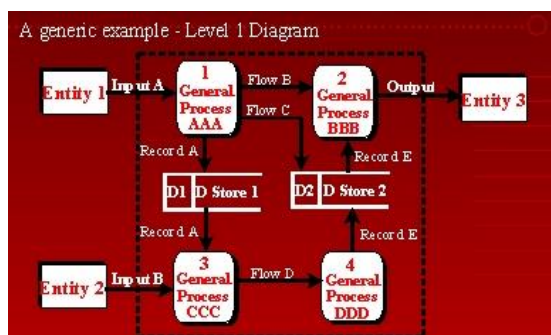 A generic example - Level 1 Diagram
Entity 1
Input A
1
General
Process
AAA
Flow B
Flow C
2
General
Process
BBB
Output
Entity 3
Record A
Record E
D1
D Store 1
D2
D Store 2
Record A
Record E
Entity 2
Input B
3
General
Process
CCC
Flow D
4
General
Process
DDD